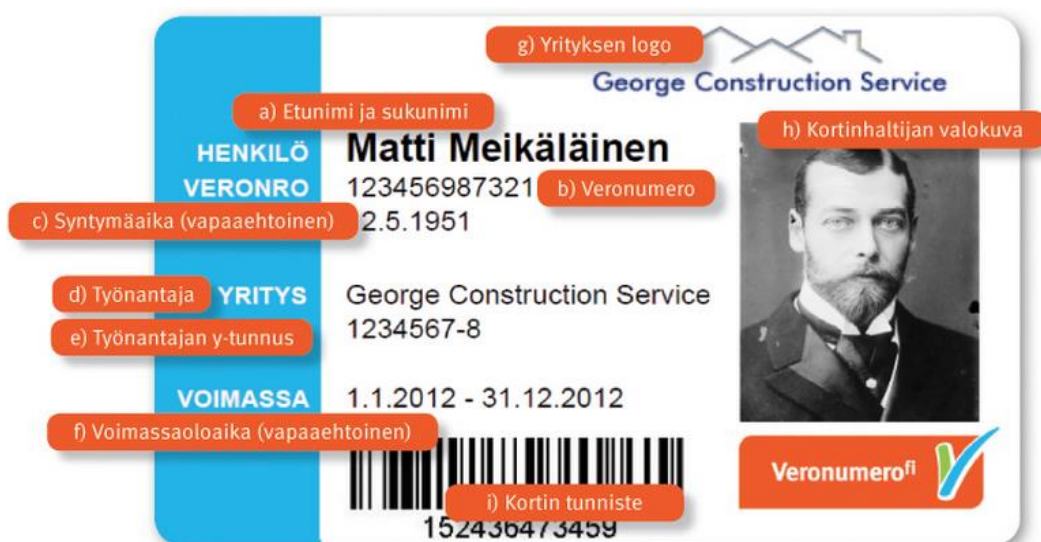 g) Yrityksen logo
George Construction Service
a) Etunimi ja sukunimi
h) Kortinhaltijan valokuva
HENKILÖ Matti Meikäläinen
VERONRO 123456987321 b) Veronumero
c) Syntymäaika (vapaaehtoinen) 2.5.1951
d) Työnantaja YRITYS George Construction Service
e) Työnantajan y-tunnus 1234567-8
VOIMASSA 1.1.2012 - 31.12.2012
f) Voimassaoloaika (vapaaehtoinen)
Veronumero fi
i) Kortin tunniste
152436473459